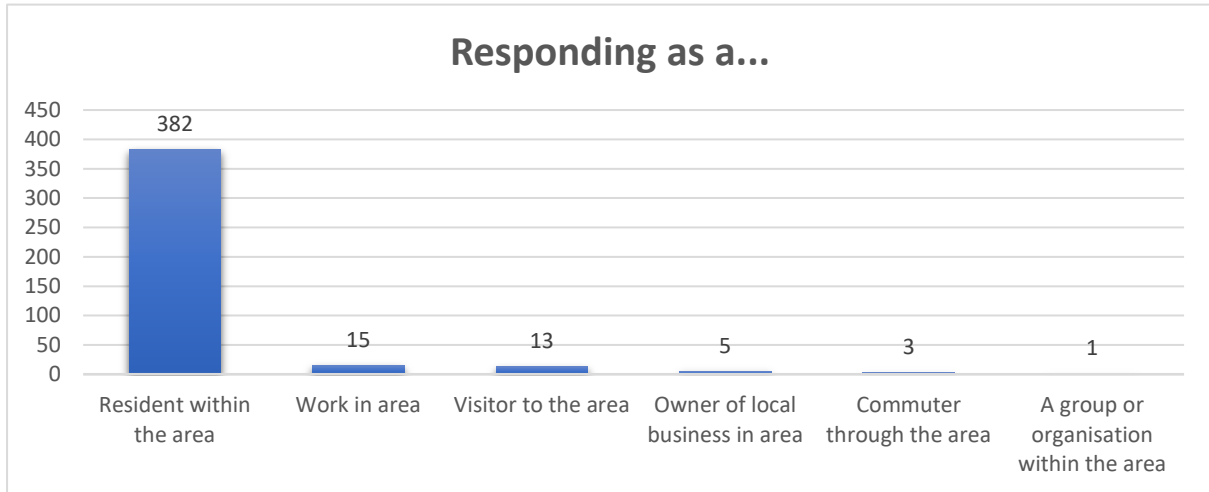 Responding as a...
450
400
350
300
250
200
150
100
50
0
382
15
13
5
3
1
Resident within
the area
Work in area
Visitor to the area
Owner of local
business in area
Commuter
through the area
A group or
organisation
within the area